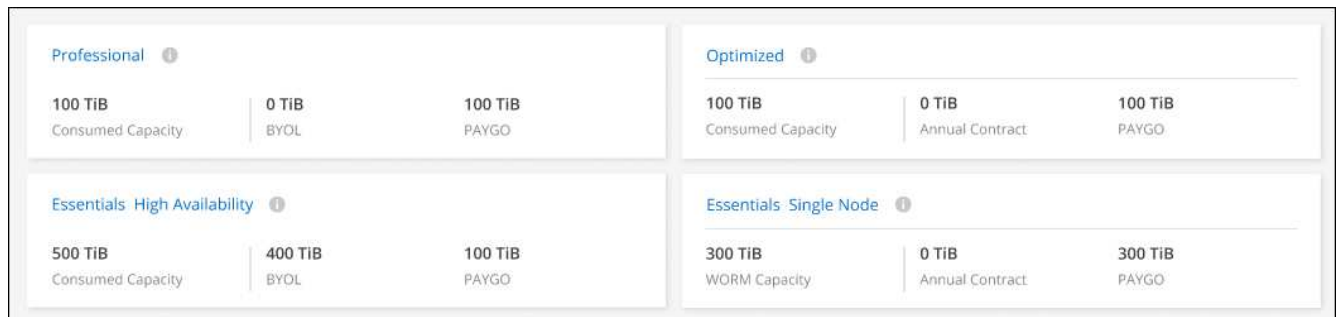 Professional
100 TiB 0 TiB 100 TiB
Consumed Capacity BYOL PAYGO
Optimized
100 TiB 0 TiB 100 TiB
Consumed Capacity Annual Contract PAYGO
Essentials High Availability
500 TiB 400 TiB 100 TiB
Consumed Capacity BYOL PAYGO
Essentials Single Node
300 TiB 0 TiB 300 TiB
WORM Capacity Annual Contract PAYGO